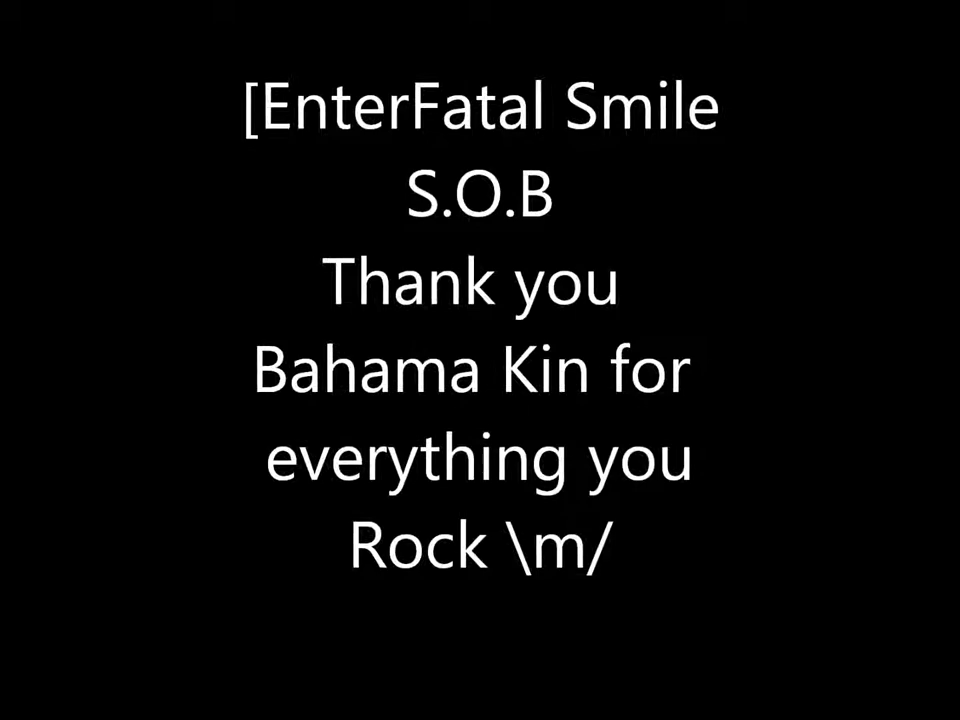 [EnterFatal Smile
S.O.B
Thank you
Bahama Kin for
everything you
Rock \m/